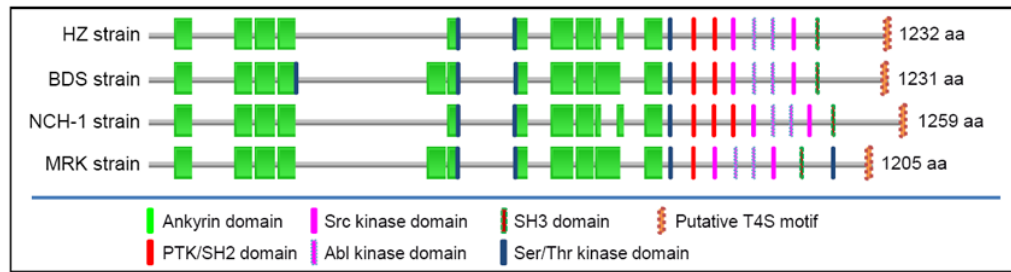 HZ strain 1232 aa
BDS strain 1231 aa
NCH-1 strain 1259 aa
MRK strain 1205 aa
Ankyrin domain Src kinase domain SH3 domain Putative T4S motif
PTK/SH2 domain Abl kinase domain Ser/Thr kinase domain